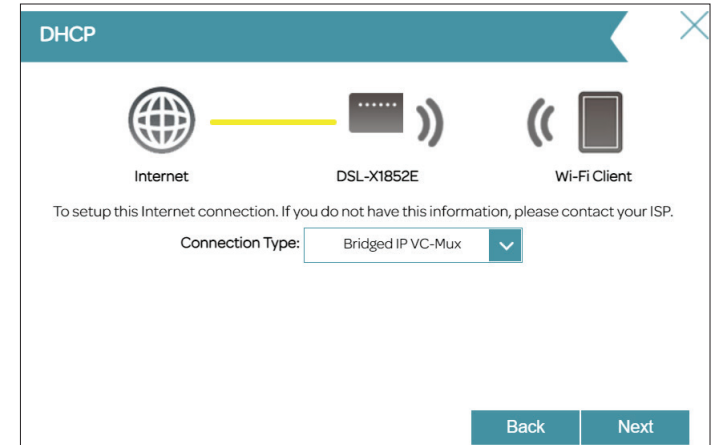 DHCP
Internet DSL-X1852E Wi-Fi Client
To setup this Internet connection. If you do not have this information, please contact your ISP.
Connection Type: Bridged IP VC-Mux
Back Next